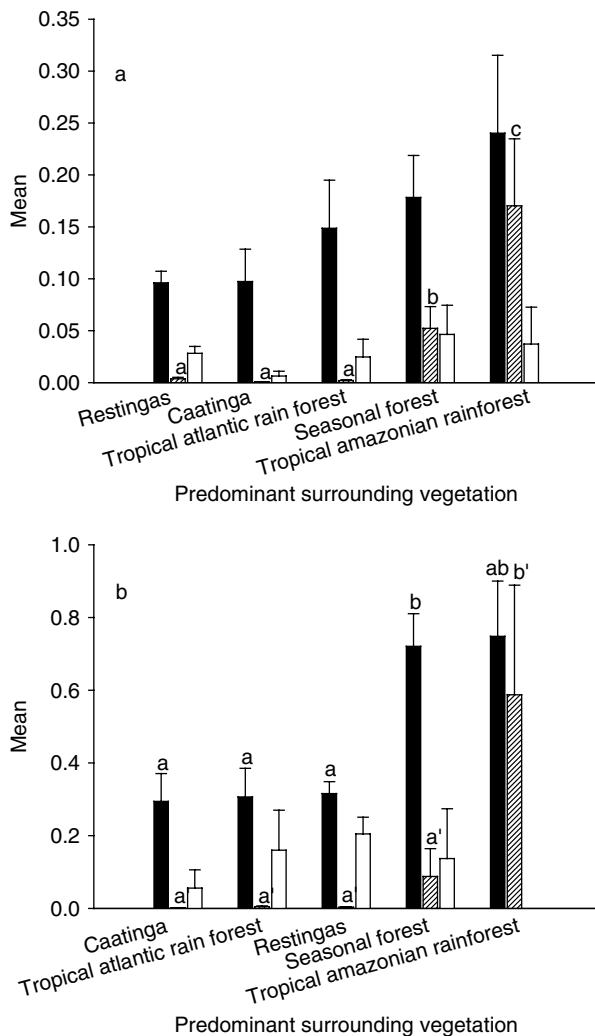 a
0.35
0.30
0.25
0.20
0.15
0.10
0.05
0.00
Mean
a
a
a
b
c
Restingas
Caatinga
Tropical atlantic rain forest
Seasonal forest
Tropical amazonian rainforest
Predominant surrounding vegetation
b
1.0
0.8
0.6
0.4
0.2
0.0
Mean
a
a'
a
a'
a
a'
b
a'
ab
b'
Caatinga
Tropical atlantic rain forest
Restingas
Seasonal forest
Tropical amazonian rainforest
Predominant surrounding vegetation